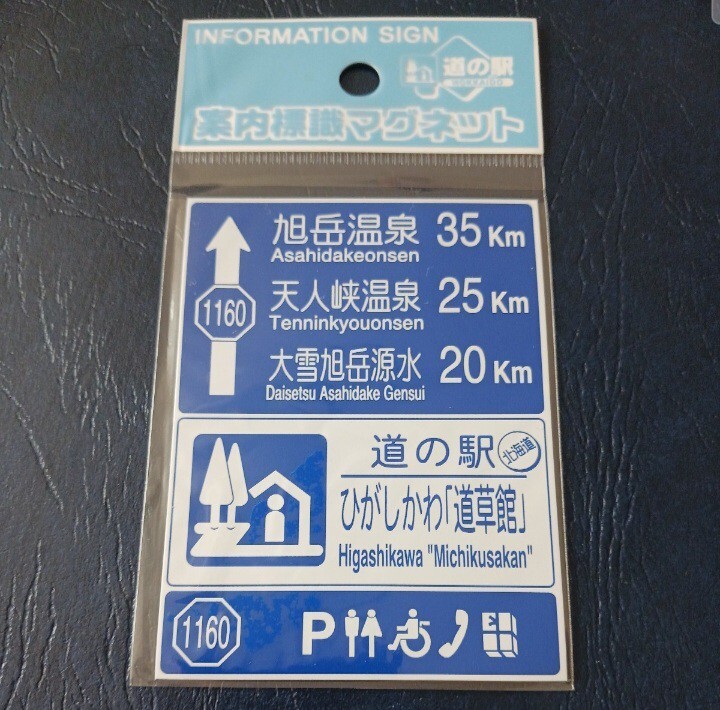 INFORMATION SIGN
道の駅
HOKKAIDO
案内標識マグネット
旭岳温泉 35 Km
Asahidakeonsen
1160
天人峡温泉 25 Km
Tenninkyouonsen
大雪旭岳源水 20 Km
Daisetsu Asahidake Gensui
道の駅
北海道
ひがしかわ「道草館」
Higashikawa "Michikusakan"
1160
P